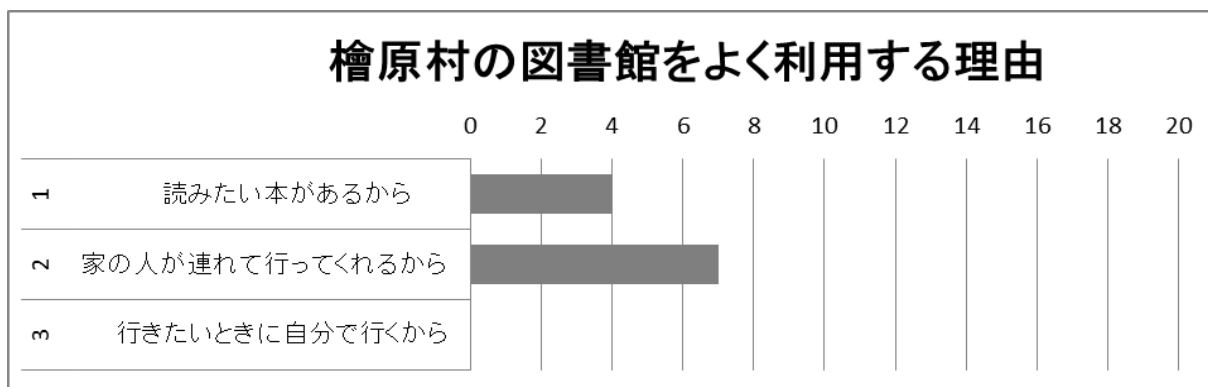 檜原村の図書館をよく利用する理由
0 2 4 6 8 10 12 14 16 18 20
1 読みたい本があるから
2 家の人が連れて行ってくれるから
3 行きたいときに自分で行くから